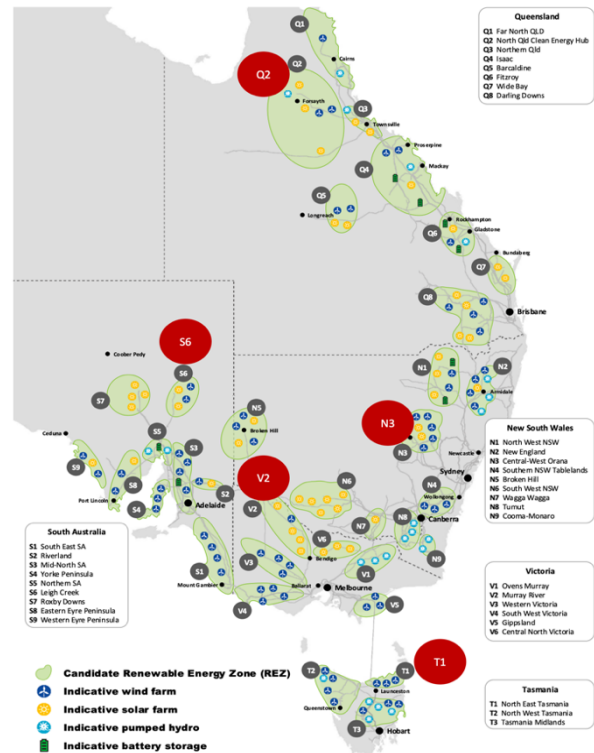 Queensland
Q1 Far North QLD
Q2 North Qld Clean Energy Hub
Q3 Northern Qld
Q4 Isaac
Q5 Barcaldine
Q6 Fitzroy
Q7 Wide Bay
Q8 Darling Downs
Q1
Cairns
Q2
Q2
Forsyth
Q3
Townsville
Proserpine
Q4
Mackay
Q5
Longreach
Rockhampton
Q6
Gladstone
Bundaberg
Q7
Q8
Brisbane
S6
Coober Pedy
S6
S7
N1
N2
Armidale
N5
Broken Hill
N3
N3
Ceduna
S5
S3
S9
S8
Port Lincoln
S4
S2
Adelaide
Newcastle
Sydney
N4
Wollongong
N6
V2
V2
N7
N8
Canberra
N9
V6
Bendigo
V3
V1
S1
Mount Gambier
Ballarat
Melbourne
V4
V5
New South Wales
N1 North West NSW
N2 New England
N3 Central-West Orana
N4 Southern NSW Tablelands
N5 Broken Hill
N6 South West NSW
N7 Wagga Wagga
N8 Tumut
N9 Cooma-Monaro
South Australia
S1 South East SA
S2 Riverland
S3 Mid-North SA
S4 Yorke Peninsula
S5 Northern SA
S6 Leigh Creek
S7 Roxby Downs
S8 Eastern Eyre Peninsula
S9 Western Eyre Peninsula
Victoria
V1 Ovens Murray
V2 Murray River
V3 Western Victoria
V4 South West Victoria
V5 Gippsland
V6 Central North Victoria
T1
T2
T1
Launceston
Queenstown
T3
Hobart
Tasmania
T1 North East Tasmania
T2 North West Tasmania
T3 Tasmania Midlands
Candidate Renewable Energy Zone (REZ)
Indicative wind farm
Indicative solar farm
Indicative pumped hydro
Indicative battery storage